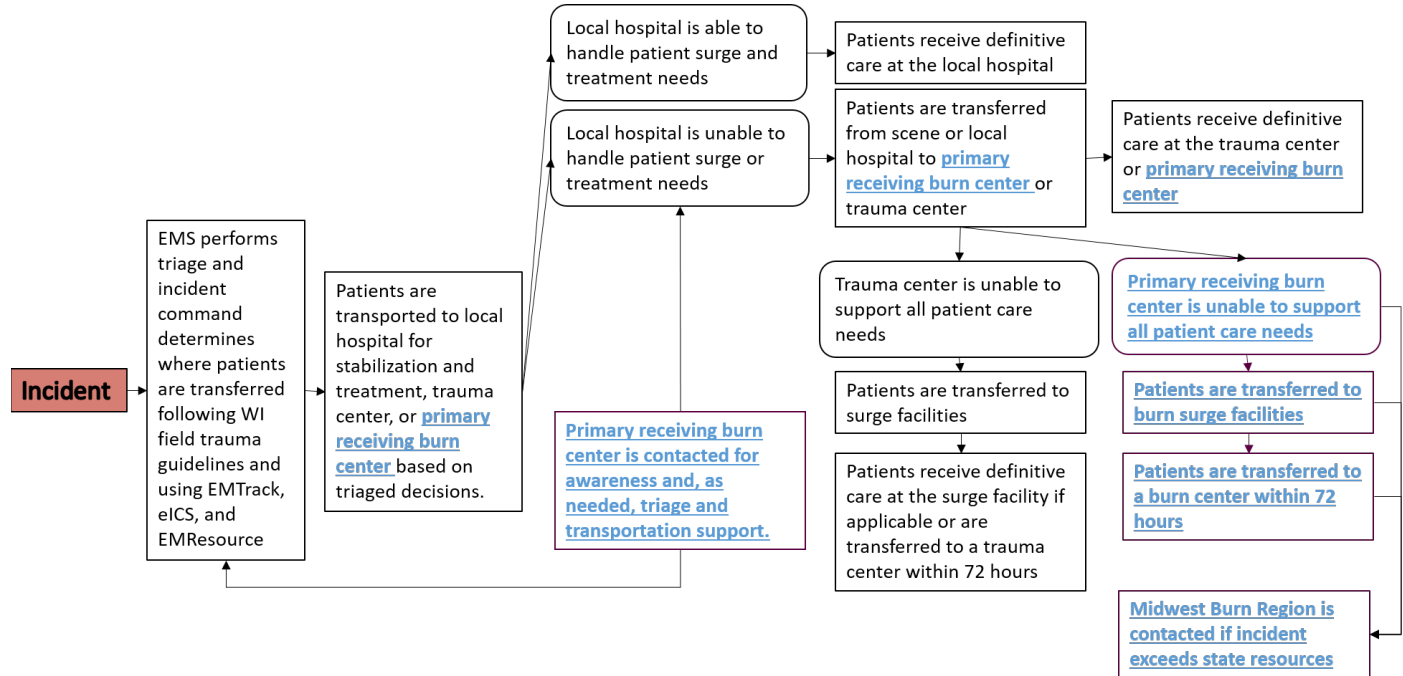 Incident
EMS performs
triage and
incident
command
determines
where patients
are transferred
following WI
field trauma
guidelines and
using EMTrack,
eICS, and
EMResource
Patients are
transported to local
hospital for
stabilization and
treatment, trauma
center, or primary
receiving burn
center based on
triaged decisions.
Local hospital is able to
handle patient surge and
treatment needs
Patients receive definitive
care at the local hospital
Local hospital is unable to
handle patient surge or
treatment needs
Patients are transferred
from scene or local
hospital to primary
receiving burn center or
trauma center
Patients receive definitive
care at the trauma center
or primary receiving burn
center
Primary receiving burn
center is contacted for
awareness and, as
needed, triage and
transportation support.
Trauma center is unable to
support all patient care
needs
Patients are transferred to
surge facilities
Patients receive definitive
care at the surge facility if
applicable or are
transferred to a trauma
center within 72 hours
Primary receiving burn
center is unable to support
all patient care needs
Patients are transferred to
burn surge facilities
Patients are transferred to
a burn center within 72
hours
Midwest Burn Region is
contacted if incident
exceeds state resources